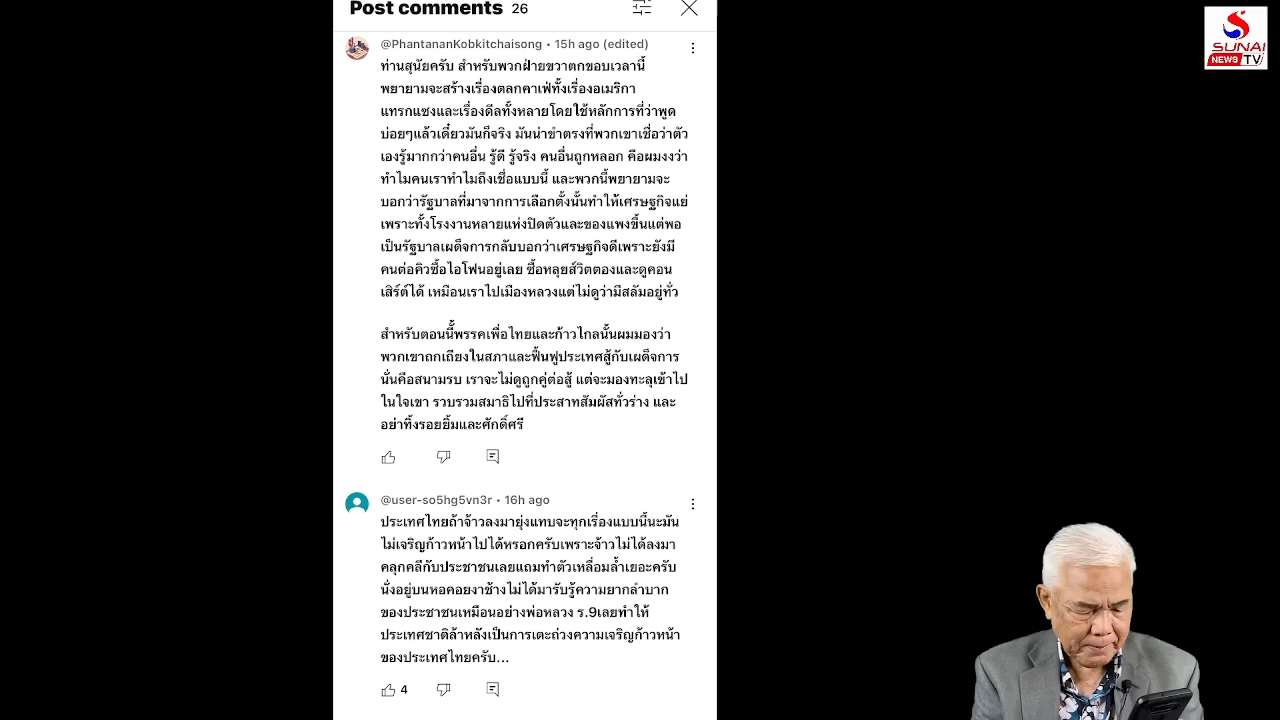 Post comments 26
SUNAI
NEWS TV
@PhantananKobkitchaisong • 15h ago (edited)
ท่านสุนัยครับ สำหรับพวกฝ่ายขวาตกขอบเวลานี้
พยายามจะสร้างเรื่องตลกคาเฟ่ทั้งเรื่องอเมริกา
แทรกแซงและเรื่องดีลทั้งหลายโดยใช้หลักการที่ว่าพูด
บ่อยๆแล้วเดี๋ยวมันก็จริง มันน่าขำตรงที่พวกเขาเชื่อว่าตัว
เองรู้มากกว่าคนอื่น รู้ดี รู้จริง คนอื่นถูกหลอก คือผมงงว่า
ทำไมคนเราทำไมถึงเชื่อแบบนี้ และพวกนี้พยายามจะ
บอกว่ารัฐบาลที่มาจากการเลือกตั้งนั้นทำให้เศรษฐกิจแย่
เพราะทั้งโรงงานหลายแห่งปิดตัวและของแพงขึ้นแต่พอ
เป็นรัฐบาลเผด็จการกลับบอกว่าเศรษฐกิจดีเพราะยังมี
คนต่อคิวซื้อไอโฟนอยู่เลย ซื้อหลุยส์วิตตองและดูคอน
เสิร์ตได้ เหมือนเราไปเมืองหลวงแต่ไม่ดูว่ามีสลัมอยู่ทั่ว
สำหรับตอนนี้พรรคเพื่อไทยและก้าวไกลนั้นผมมองว่า
พวกเขาถกเถียงในสภาและฟื้นฟูประเทศสู้กับเผด็จการ
นั่นคือสนามรบ เราจะไม่ดูถูกคู่ต่อสู้ แต่จะมองทะลุเข้าไป
ในใจเขา รวบรวมสมาธิไปที่ประสาทสัมผัสทั่วร่าง และ
อย่าทิ้งรอยยิ้มและศักดิ์ศรี
@user-so5hg5vn3r • 16h ago
ประเทศไทยถ้าจ้าวลงมายุ่งแทบจะทุกเรื่องแบบนี้นะมัน
ไม่เจริญก้าวหน้าไปได้หรอกครับเพราะจ้าวไม่ได้ลงมา
คลุกคลีกับประชาชนเลยแถมทำตัวเหลื่อมล้ำเยอะครับ
นั่งอยู่บนหอคอยงาช้างไม่ได้มารับรู้ความยากลำบาก
ของประชาชนเหมือนอย่างพ่อหลวง ร.9เลยทำให้
ประเทศชาติล้าหลังเป็นการเตะถ่วงความเจริญก้าวหน้า
ของประเทศไทยครับ...
4